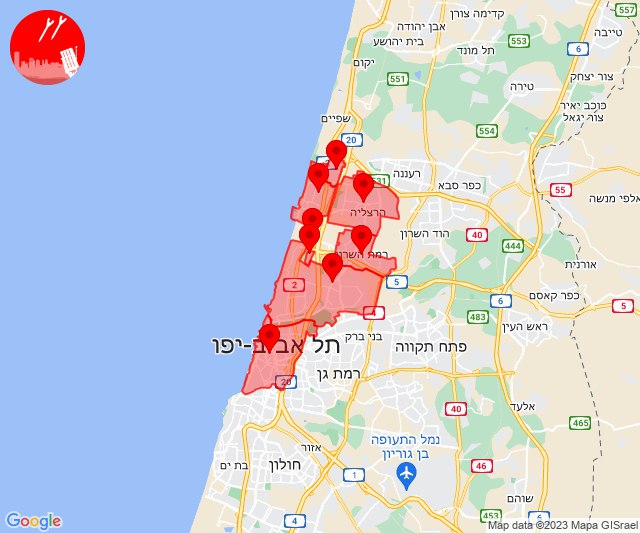 קדימה צורן
אבן יהודה
בית יהושע
553
טייבה
6
תל מונד
557
יקום
551
צור יצחק
טירה
כוכב יאיר
צור יגאל
שפיים
20
554
2
531
רעננה
כפר סבא
55
אלפי מנשה
הרצליה
הוד השרון
40
444
רמת השרון
אורנית
2
5
כפר קאסם
4
483
ראש העין
תל אביב-יפו
בני ברק
פתח תקווה
רמת גן
20
40
אלעד
465
נמל התעופה
בן גוריון
אזור
חולון
בת ים
46
1
שוהם
4
453
Google
Map data ©2023 Mapa GISrael